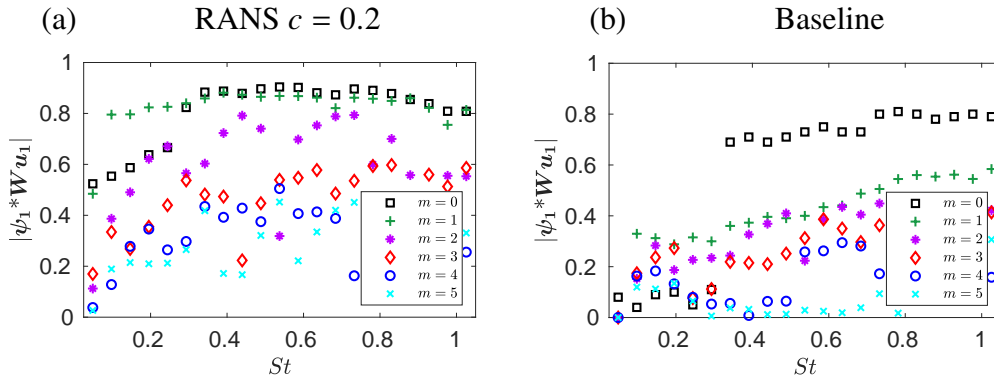 (a) RANS c = 0.2
|ψ₁*Wu₁|
1
0.8
0.6
0.4
0.2
0
0.2 0.4 0.6 0.8 1
St
m = 0
m = 1
m = 2
m = 3
m = 4
m = 5
(b) Baseline
|ψ₁*Wu₁|
1
0.8
0.6
0.4
0.2
0
0.2 0.4 0.6 0.8 1
St
m = 0
m = 1
m = 2
m = 3
m = 4
m = 5